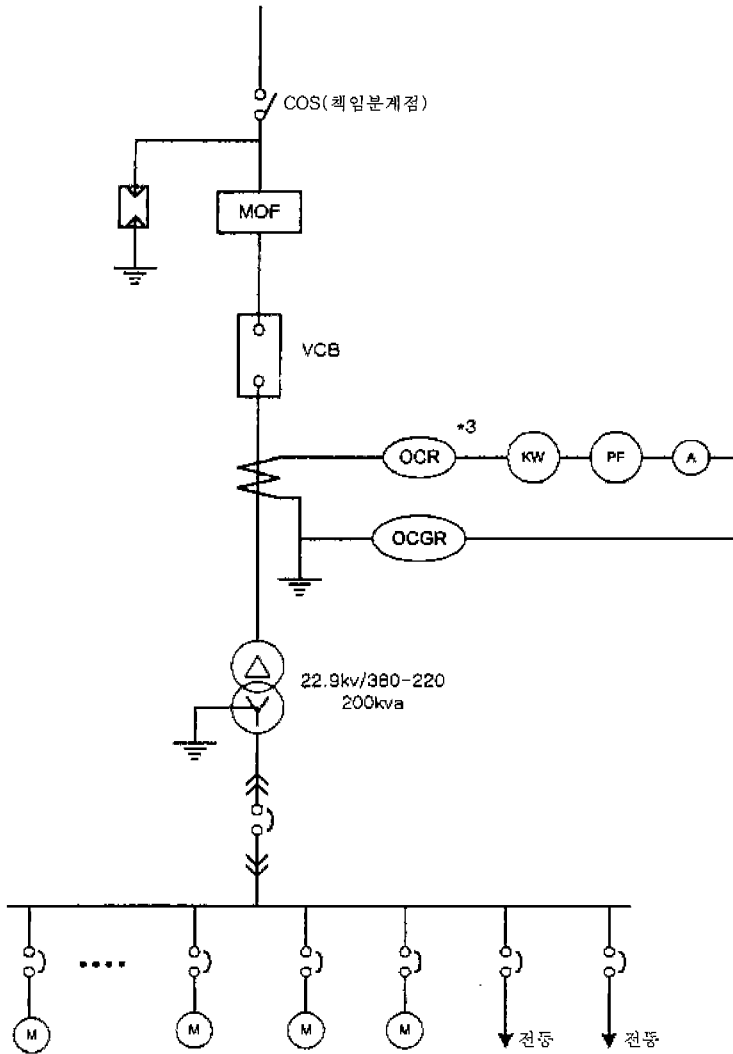 COS(책임분계점)
MOF
VCB
*3
OCR
KW
PF
A
OCGR
22.9kv/380-220
200kva
M
M
M
M
전등
전등